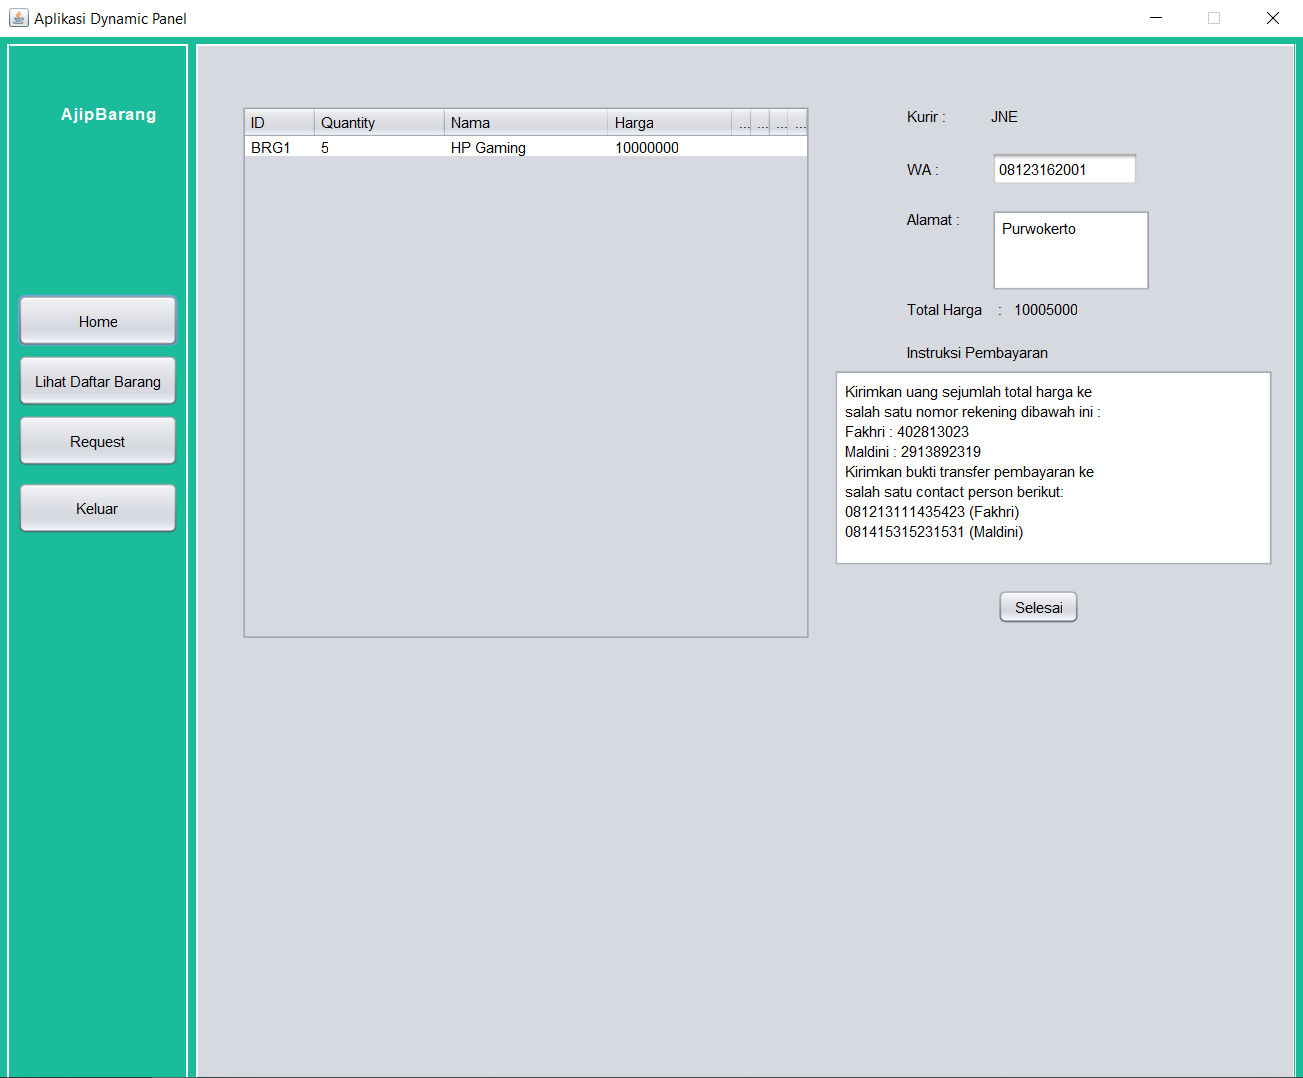 Aplikasi Dynamic Panel
AjipBarang
Home
Lihat Daftar Barang
Request
Keluar
ID Quantity Nama Harga ... ... ... ...
BRG1 5 HP Gaming 10000000
Kurir : JNE
WA : 08123162001
Alamat : Purwokerto
Total Harga : 10005000
Instruksi Pembayaran
Kirimkan uang sejumlah total harga ke
salah satu nomor rekening dibawah ini :
Fakhri : 402813023
Maldini : 2913892319
Kirimkan bukti transfer pembayaran ke
salah satu contact person berikut:
081213111435423 (Fakhri)
081415315231531 (Maldini)
Selesai